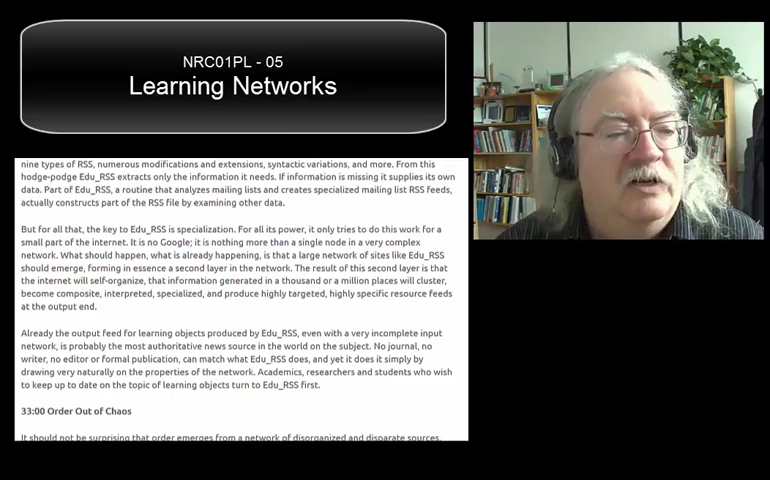 NRC01PL - 05
Learning Networks
nine types of RSS, numerous modifications and extensions, syntactic variations, and more. From this
hodge-podge Edu_RSS extracts only the information it needs. If information is missing it supplies its own
data. Part of Edu_RSS, a routine that analyzes mailing lists and creates specialized mailing list RSS feeds,
actually constructs part of the RSS file by examining other data.
But for all that, the key to Edu_RSS is specialization. For all its power, it only tries to do this work for a
small part of the internet. It is no Google; it is nothing more than a single node in a very complex
network. What should happen, what is already happening, is that a large network of sites like Edu_RSS
should emerge, forming in essence a second layer in the network. The result of this second layer is that
the internet will self-organize, that information generated in a thousand or a million places will cluster,
become composite, interpreted, specialized, and produce highly targeted, highly specific resource feeds
at the output end.
Already the output feed for learning objects produced by Edu_RSS, even with a very incomplete input
network, is probably the most authoritative news source in the world on the subject. No journal, no
writer, no editor or formal publication, can match what Edu_RSS does, and yet it does it simply by
drawing very naturally on the properties of the network. Academics, researchers and students who wish
to keep up to date on the topic of learning objects turn to Edu_RSS first.
33:00 Order Out of Chaos
It should not be surprising that order emerges from a network of disorganized and disparate sources.